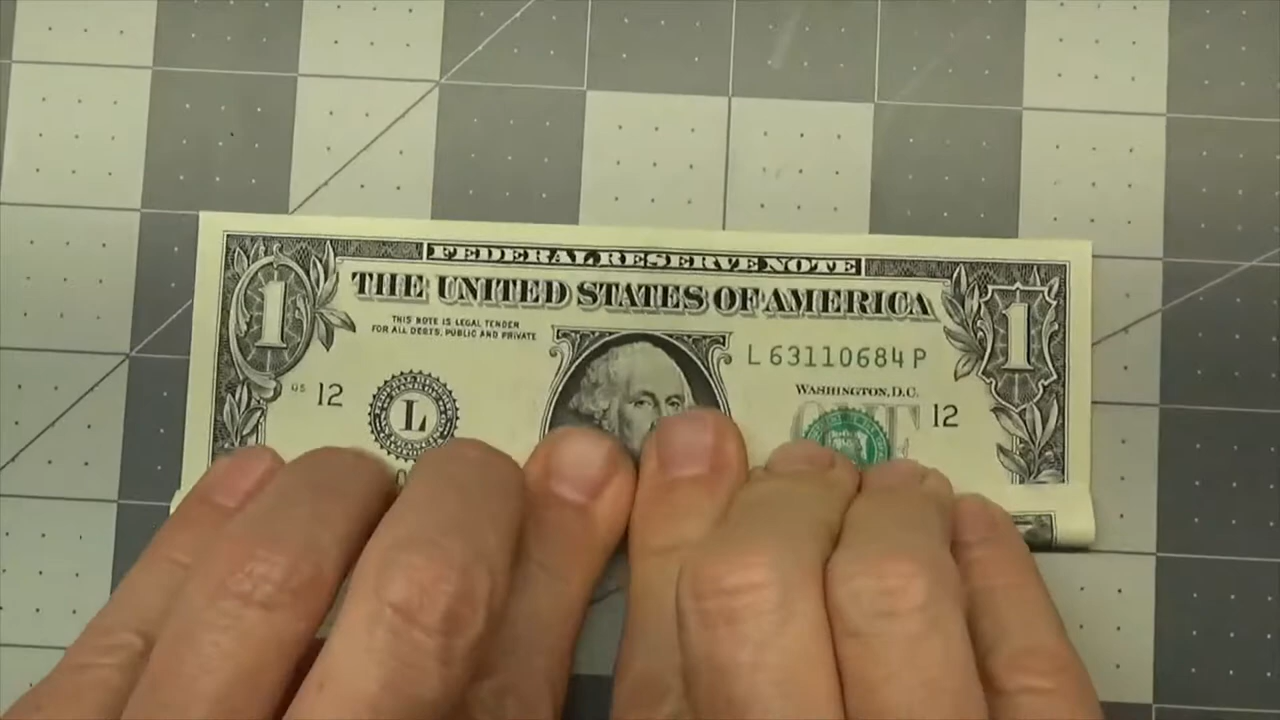 FEDERAL RESERVE NOTE
THE UNITED STATES OF AMERICA
THIS NOTE IS LEGAL TENDER
FOR ALL DEBTS, PUBLIC AND PRIVATE
1
1
L 63110684 P
WASHINGTON, D.C.
12
L
ONE
12